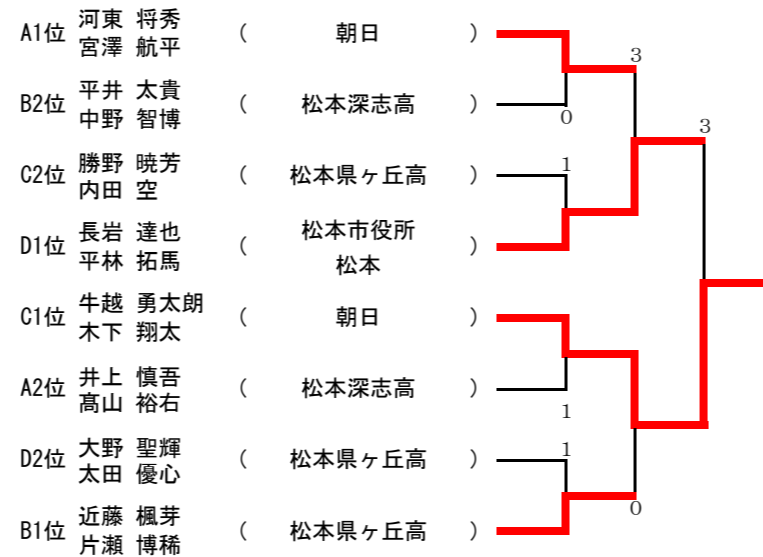 A1位 河東 将秀 ( 朝日 )
宮澤 航平
3
B2位 平井 太貴 ( 松本深志高 )
中野 智博
0
3
C2位 勝野 暁芳 ( 松本県ヶ丘高 )
内田 空
1
D1位 長岩 達也 ( 松本市役所 )
平林 拓馬 松本
C1位 牛越 勇太朗 ( 朝日 )
木下 翔太
A2位 井上 慎吾 ( 松本深志高 )
髙山 裕右
1
D2位 大野 聖輝 ( 松本県ヶ丘高 )
太田 優心
1
B1位 近藤 楓芽 ( 松本県ヶ丘高 )
片瀬 博稀
0